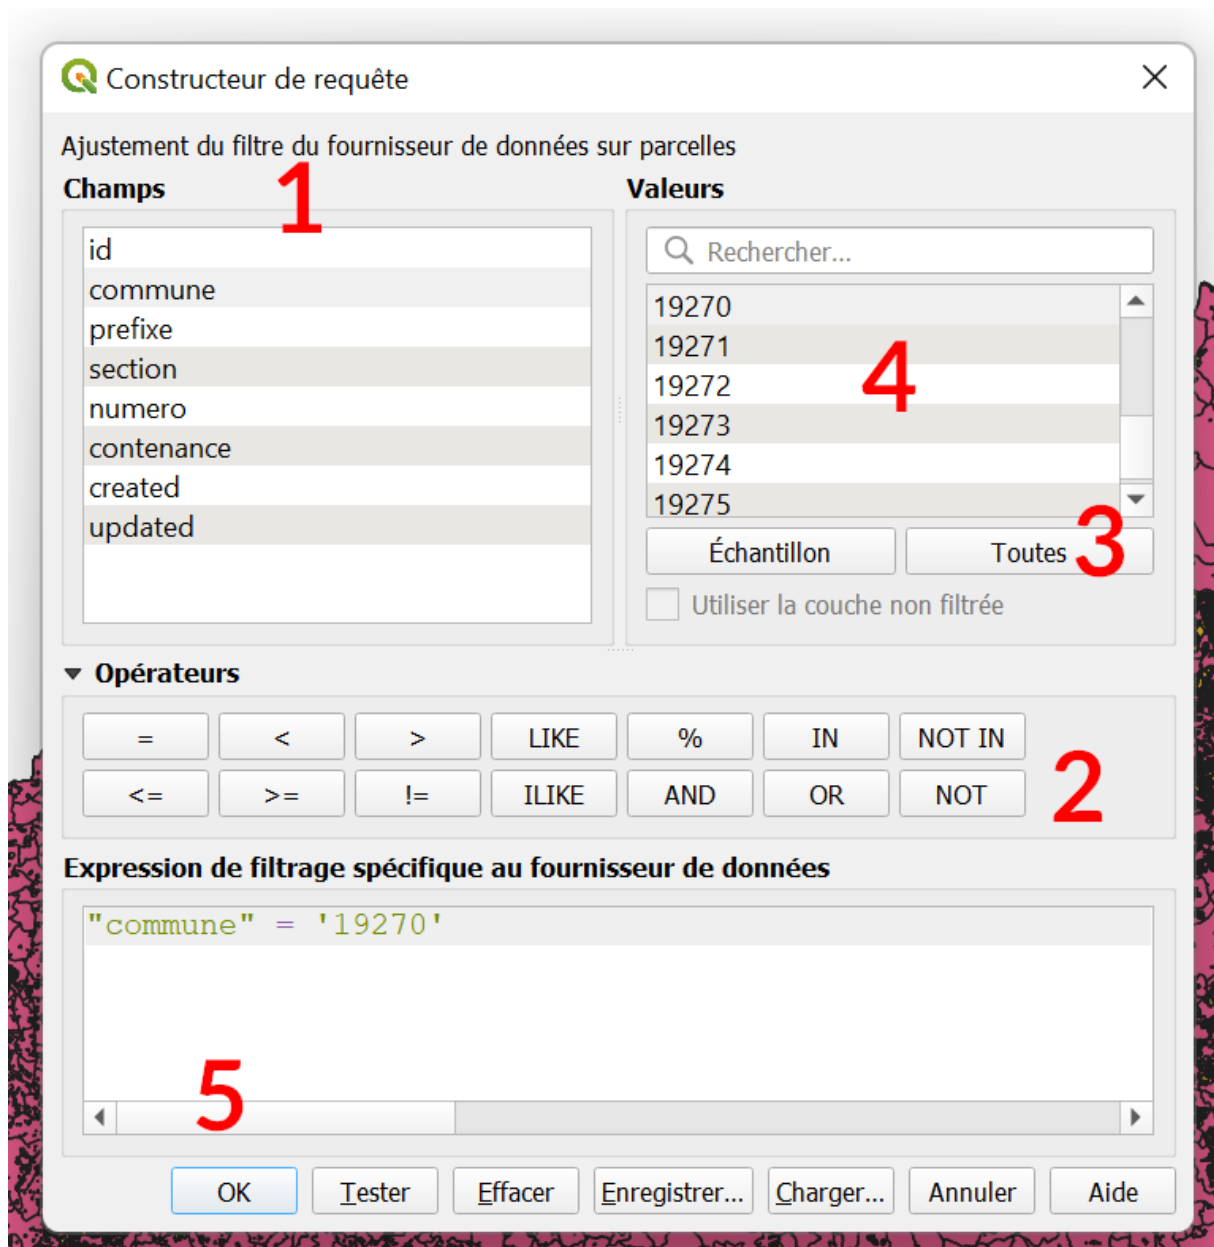 Constructeur de requête
Ajustement du filtre du fournisseur de données sur parcelles
Champs
1
id
commune
prefixe
section
numero
contenance
created
updated
Valeurs
Rechercher...
19270
19271
19272
19273
19274
19275
4
Échantillon
Toutes
3
Utiliser la couche non filtrée
Opérateurs
= < > LIKE % IN NOT IN
<= >= != ILIKE AND OR NOT
2
Expression de filtrage spécifique au fournisseur de données
"commune" = '19270'
5
OK Tester Effacer Enregistrer... Charger... Annuler Aide